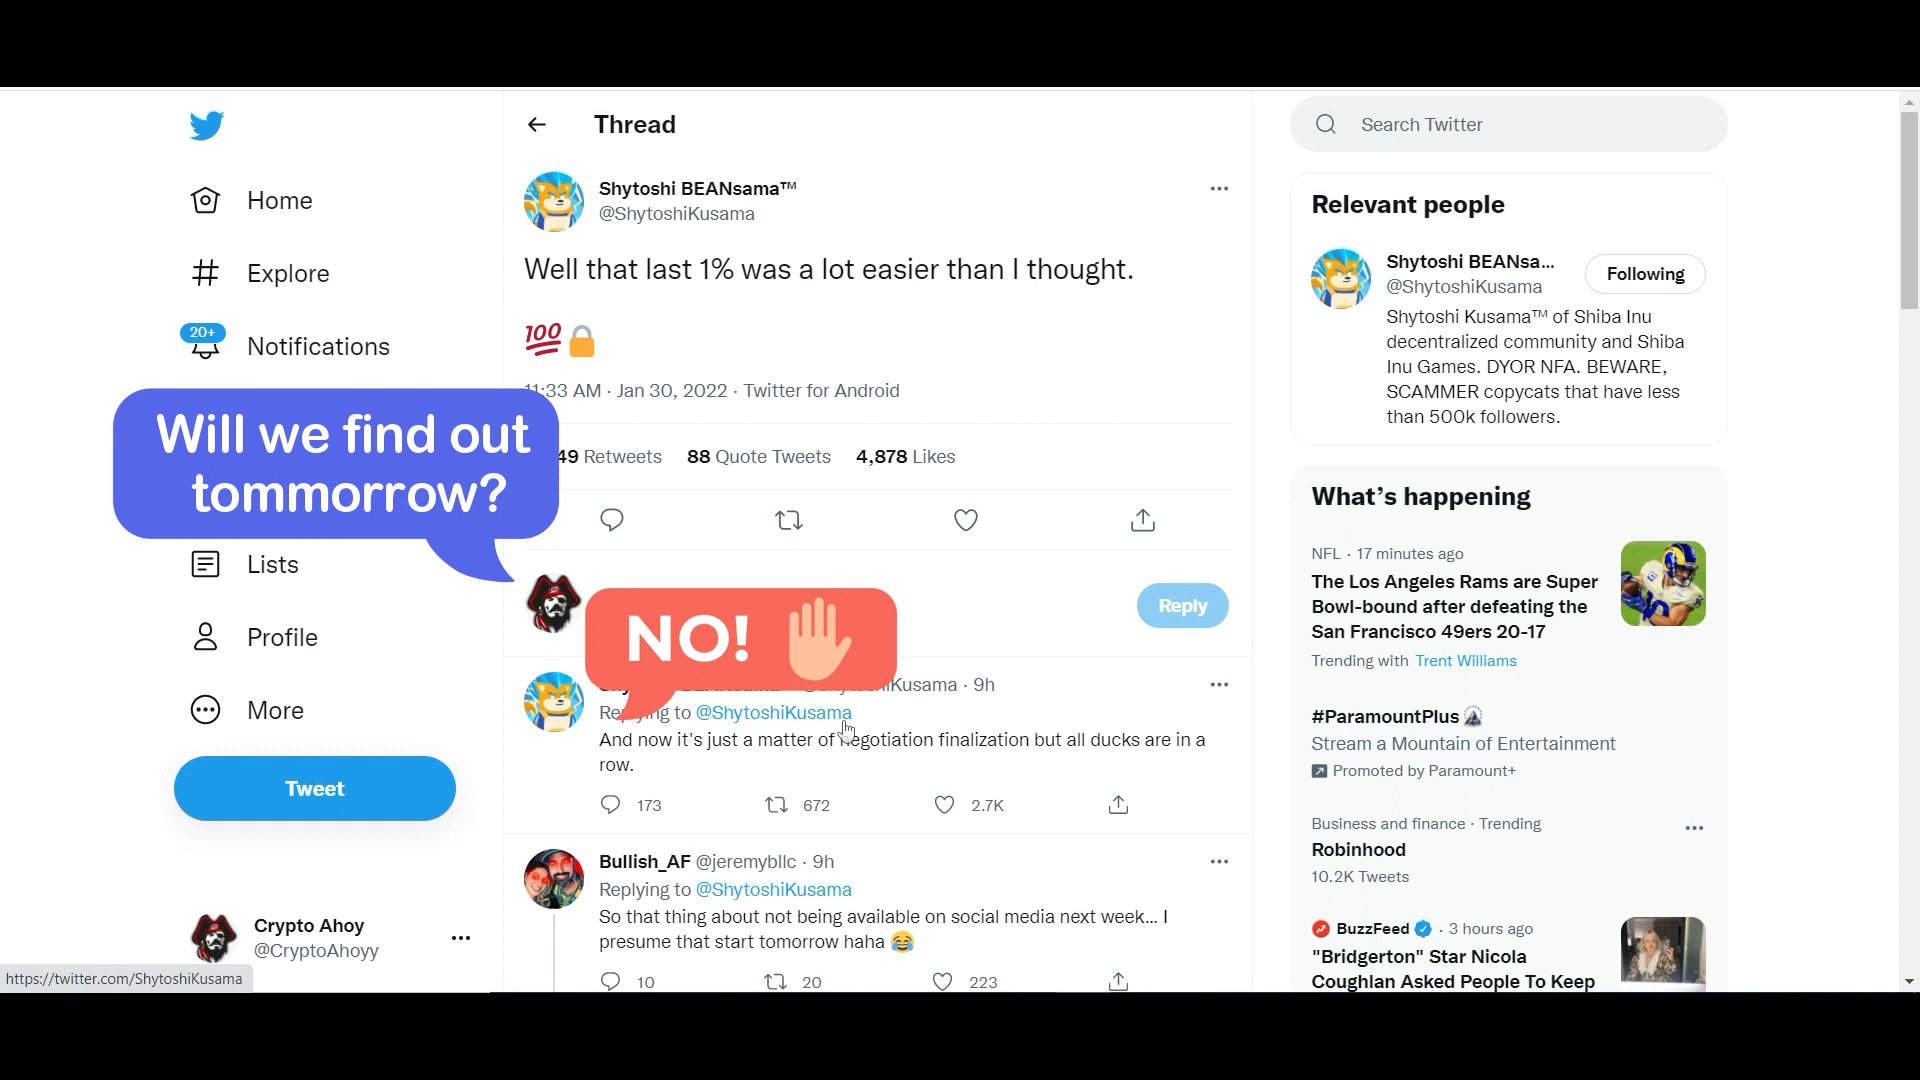 Thread
Search Twitter
Home
Explore
20+
Notifications
Lists
Profile
More
Tweet
Crypto Ahoy
@CryptoAhoyy
https://twitter.com/ShytoshiKusama
Will we find out
tommorrow?
Shytoshi BEANsama™
@ShytoshiKusama
Well that last 1% was a lot easier than I thought.
💯🔒
11:33 AM · Jan 30, 2022 · Twitter for Android
49 Retweets 88 Quote Tweets 4,878 Likes
Reply
NO! ✋
Kusama · 9h
Replying to @ShytoshiKusama
And now it's just a matter of negotiation finalization but all ducks are in a
row.
173 672 2.7K
Bullish_AF @jeremybllc · 9h
Replying to @ShytoshiKusama
So that thing about not being available on social media next week... I
presume that start tomorrow haha 😂
10 20 223
Relevant people
Shytoshi BEANsa...
@ShytoshiKusama
Following
Shytoshi Kusama™ of Shiba Inu
decentralized community and Shiba
Inu Games. DYOR NFA. BEWARE,
SCAMMER copycats that have less
than 500k followers.
What's happening
NFL · 17 minutes ago
The Los Angeles Rams are Super
Bowl-bound after defeating the
San Francisco 49ers 20-17
Trending with Trent Williams
#ParamountPlus
Stream a Mountain of Entertainment
Promoted by Paramount+
Business and finance · Trending
Robinhood
10.2K Tweets
BuzzFeed · 3 hours ago
"Bridgerton" Star Nicola
Coughlan Asked People To Keep